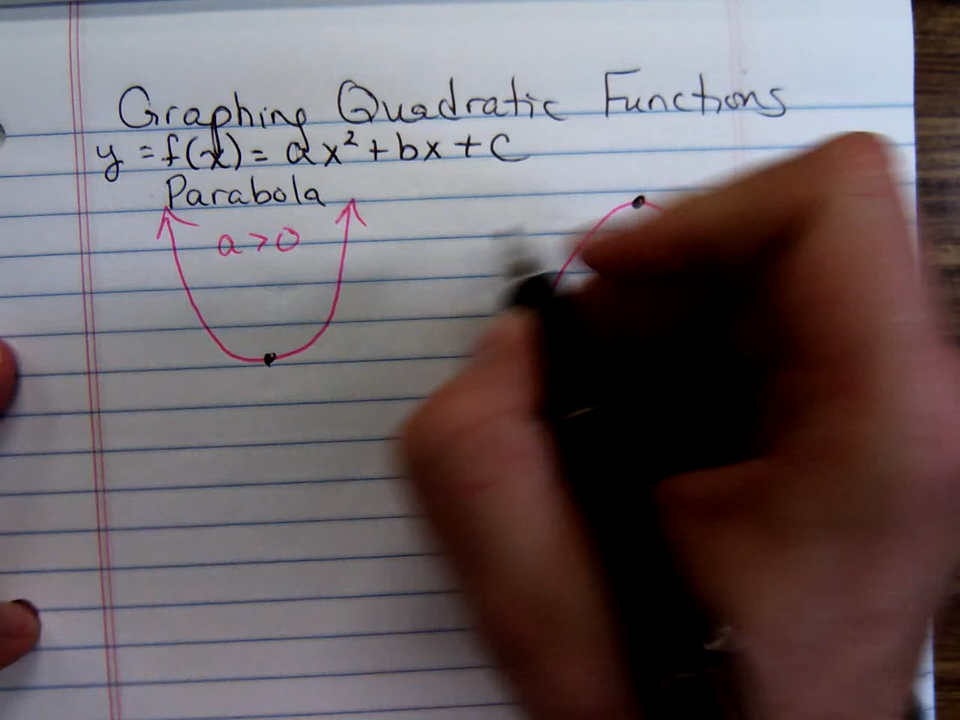 Graphing Quadratic Functions
y = f(x) = ax² + bx + c
Parabola
a > 0